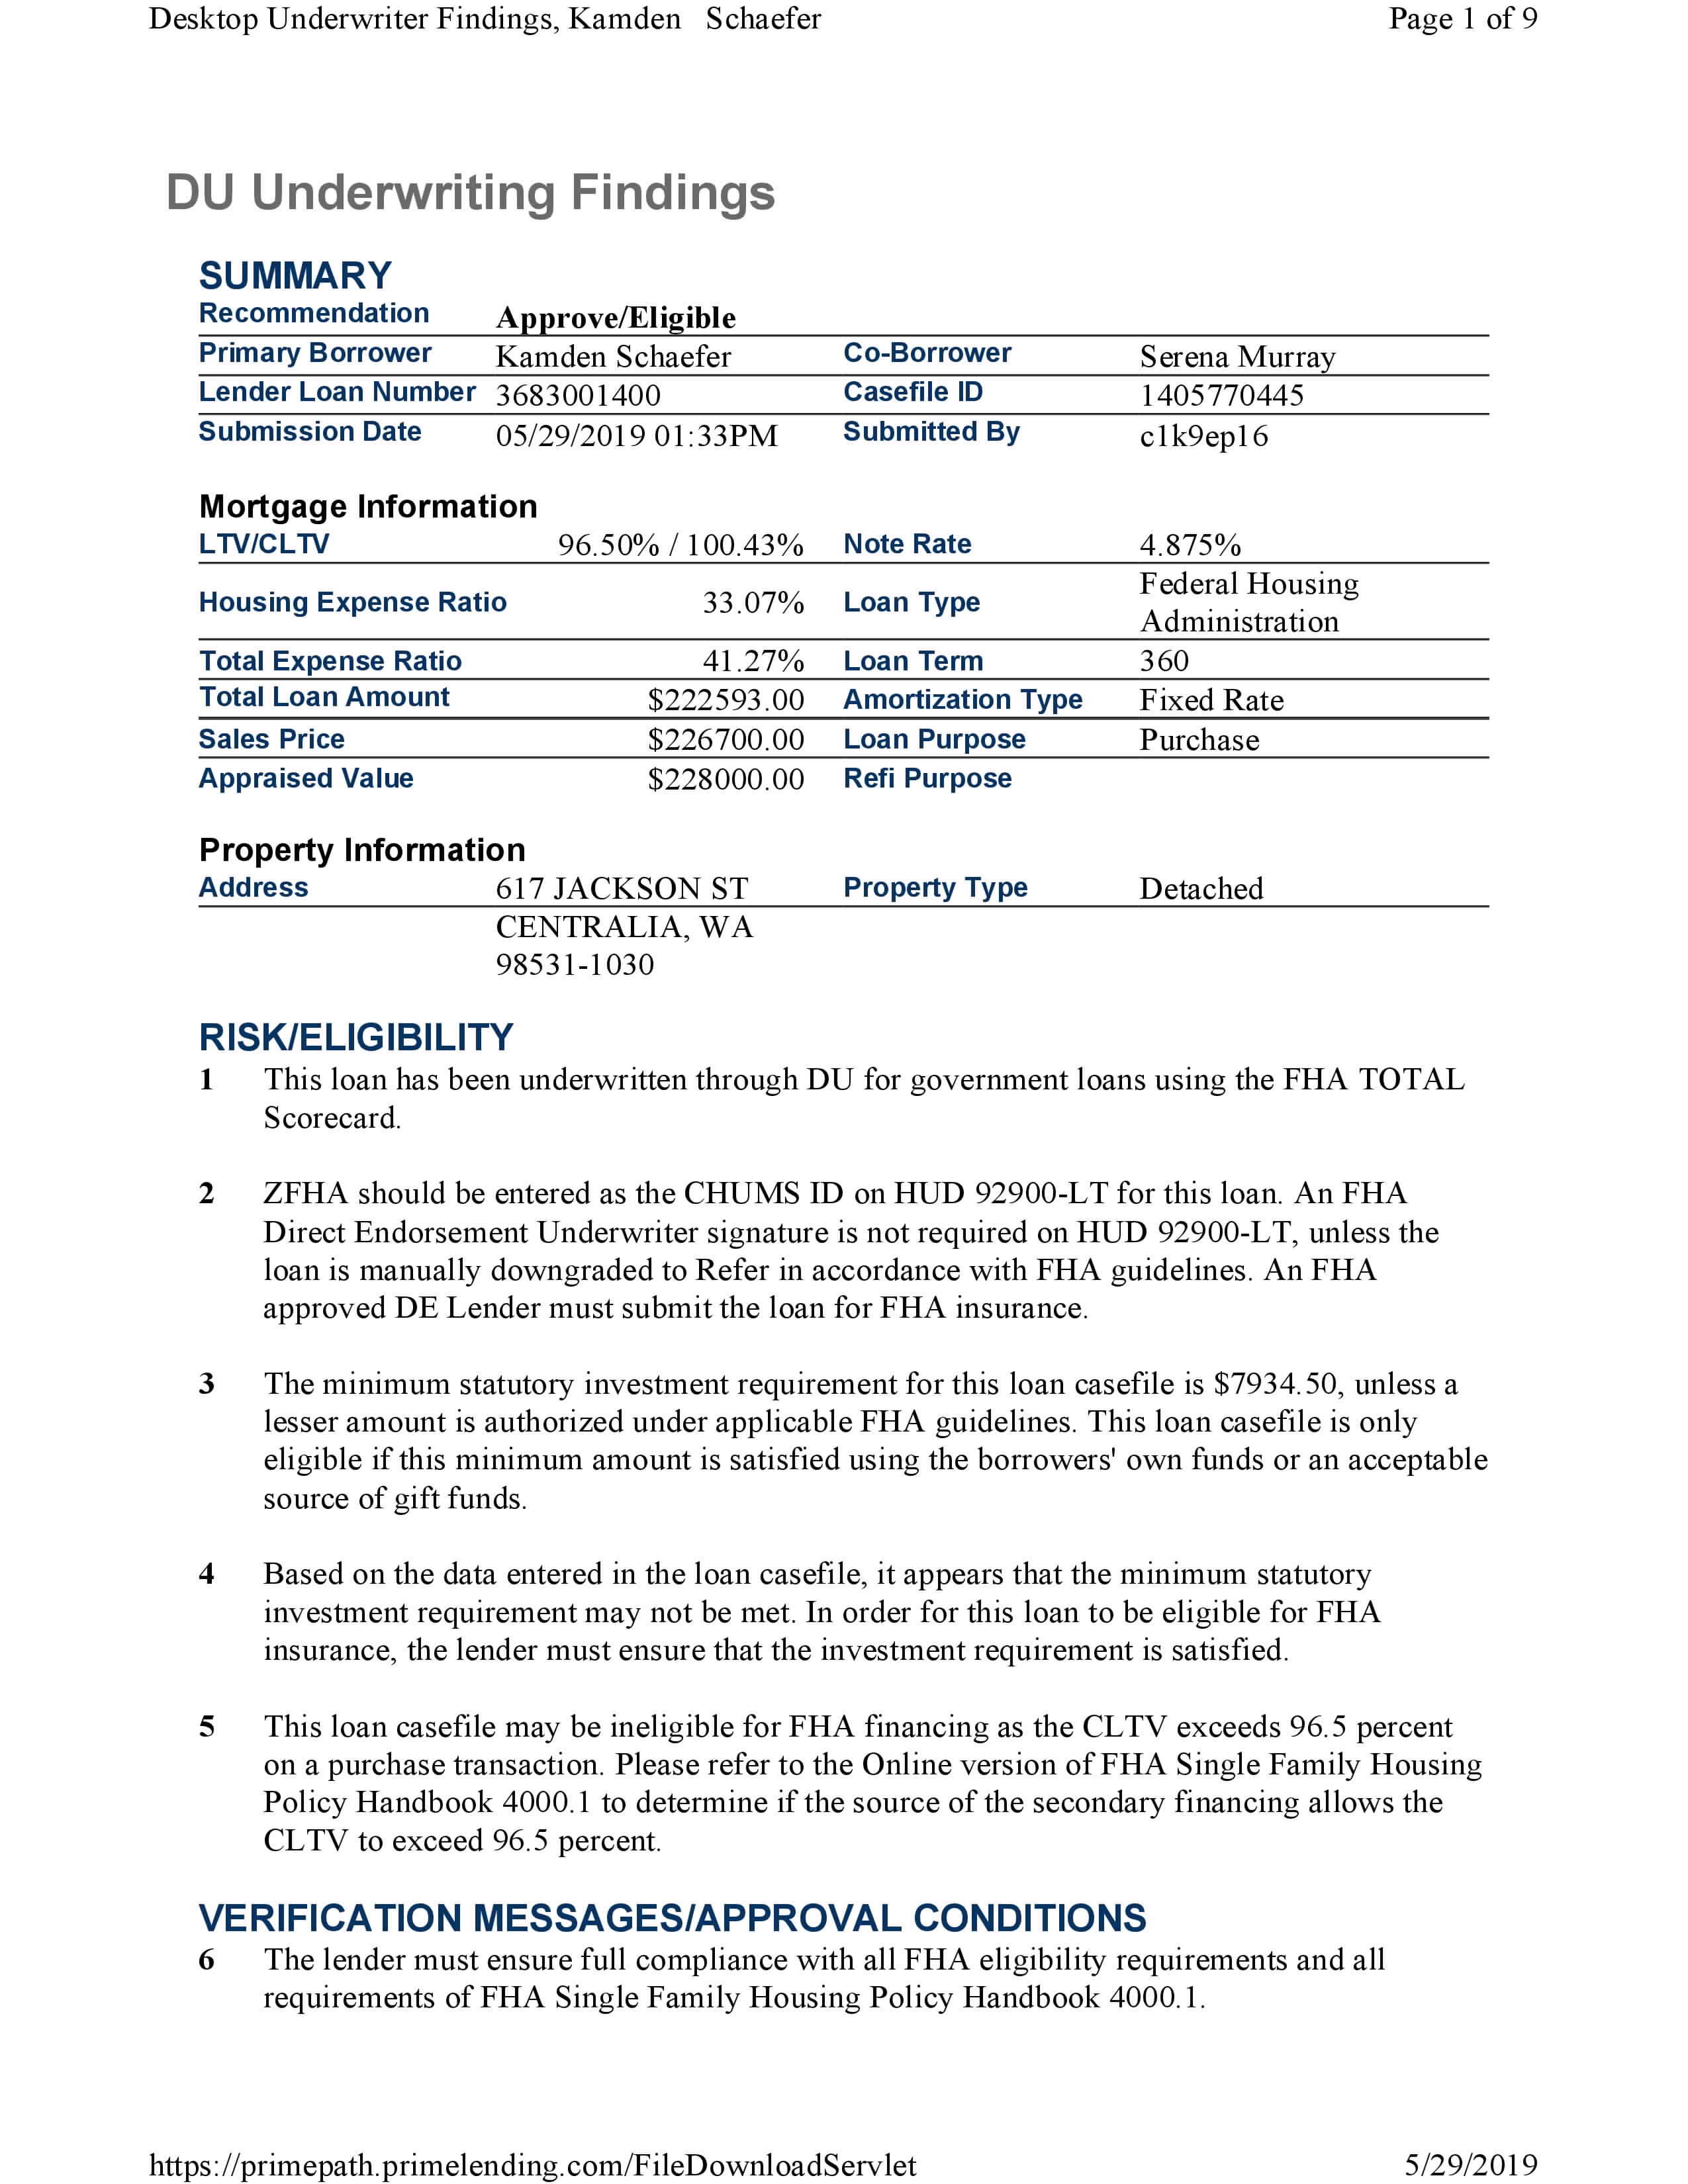 Desktop Underwriter Findings, Kamden Schaefer Page 1 of 9
DU Underwriting Findings
SUMMARY
Recommendation Approve/Eligible
Primary Borrower Kamden Schaefer Co-Borrower Serena Murray
Lender Loan Number 3683001400 Casefile ID 1405770445
Submission Date 05/29/2019 01:33PM Submitted By c1k9ep16
Mortgage Information
LTV/CLTV 96.50% / 100.43% Note Rate 4.875%
Housing Expense Ratio 33.07% Loan Type Federal Housing
Administration
Total Expense Ratio 41.27% Loan Term 360
Total Loan Amount $222593.00 Amortization Type Fixed Rate
Sales Price $226700.00 Loan Purpose Purchase
Appraised Value $228000.00 Refi Purpose
Property Information
Address 617 JACKSON ST Property Type Detached
CENTRALIA, WA
98531-1030
RISK/ELIGIBILITY
1 This loan has been underwritten through DU for government loans using the FHA TOTAL
Scorecard.
2 ZFHA should be entered as the CHUMS ID on HUD 92900-LT for this loan. An FHA
Direct Endorsement Underwriter signature is not required on HUD 92900-LT, unless the
loan is manually downgraded to Refer in accordance with FHA guidelines. An FHA
approved DE Lender must submit the loan for FHA insurance.
3 The minimum statutory investment requirement for this loan casefile is $7934.50, unless a
lesser amount is authorized under applicable FHA guidelines. This loan casefile is only
eligible if this minimum amount is satisfied using the borrowers' own funds or an acceptable
source of gift funds.
4 Based on the data entered in the loan casefile, it appears that the minimum statutory
investment requirement may not be met. In order for this loan to be eligible for FHA
insurance, the lender must ensure that the investment requirement is satisfied.
5 This loan casefile may be ineligible for FHA financing as the CLTV exceeds 96.5 percent
on a purchase transaction. Please refer to the Online version of FHA Single Family Housing
Policy Handbook 4000.1 to determine if the source of the secondary financing allows the
CLTV to exceed 96.5 percent.
VERIFICATION MESSAGES/APPROVAL CONDITIONS
6 The lender must ensure full compliance with all FHA eligibility requirements and all
requirements of FHA Single Family Housing Policy Handbook 4000.1.
https://primepath.primelending.com/FileDownloadServlet 5/29/2019